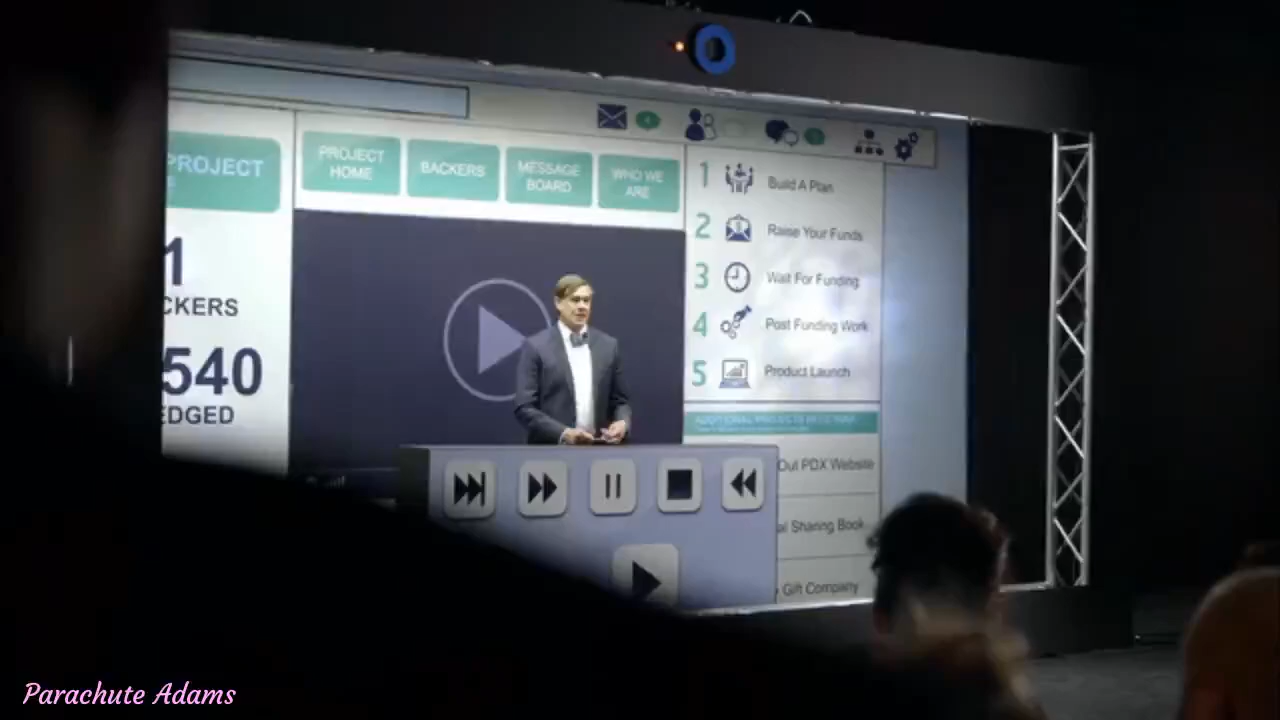 PROJECT
PROJECT
HOME
BACKERS
MESSAGE
BOARD
WHO WE
ARE
1
CKERS
540
EDGED
1 Build A Plan
2 Raise Your Funds
3 Wait For Funding
4 Post Funding Work
5 Product Launch
ADDITIONAL PROJECTS
Out PDX Website
al Sharing Book
Gift Company
Parachute Adams